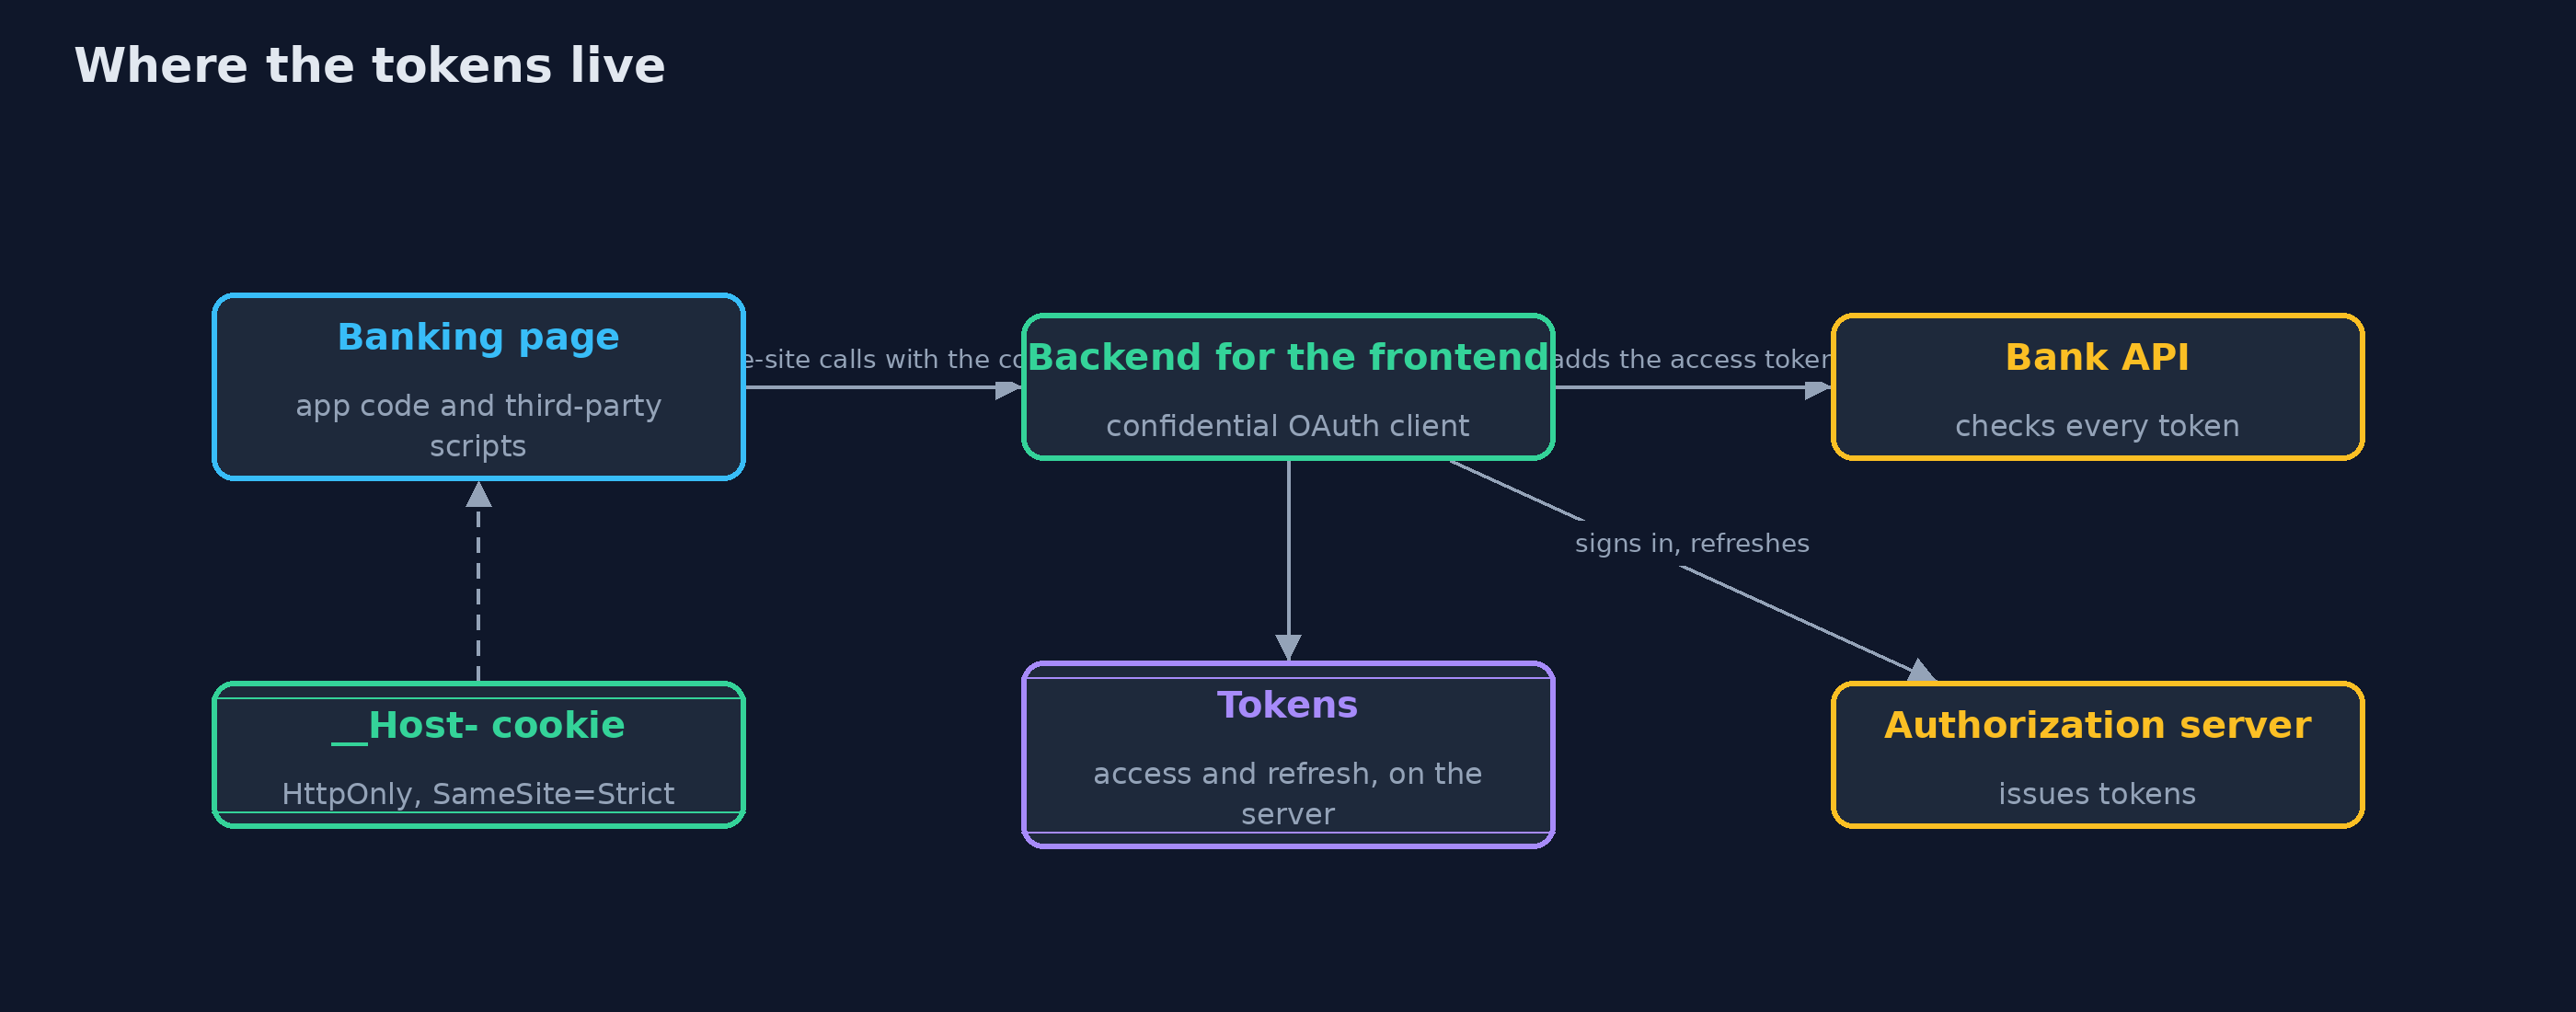 Where the tokens live
Banking page
app code and third-party
scripts
e-site calls with the co
Backend for the frontend
confidential OAuth client
adds the access token
Bank API
checks every token
signs in, refreshes
__Host- cookie
HttpOnly, SameSite=Strict
Tokens
access and refresh, on the
server
Authorization server
issues tokens